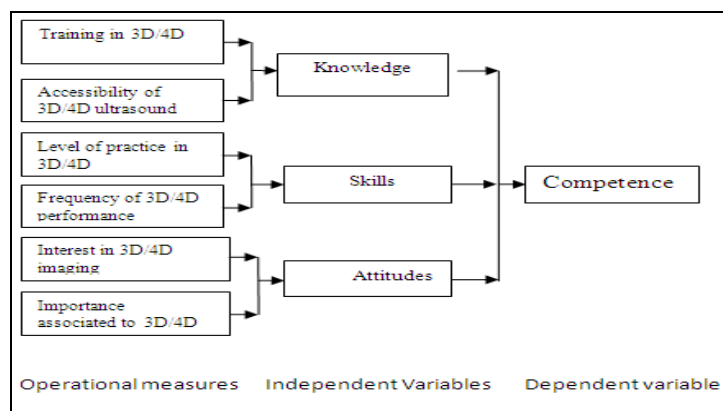 Training in 3D/4D
Accessibility of
3D/4D ultrasound
Level of practice in
3D/4D
Frequency of 3D/4D
performance
Interest in 3D/4D
imaging
Importance
associated to 3D/4D
Knowledge
Skills
Attitudes
Competence
Operational measures
Independent Variables
Dependent variable